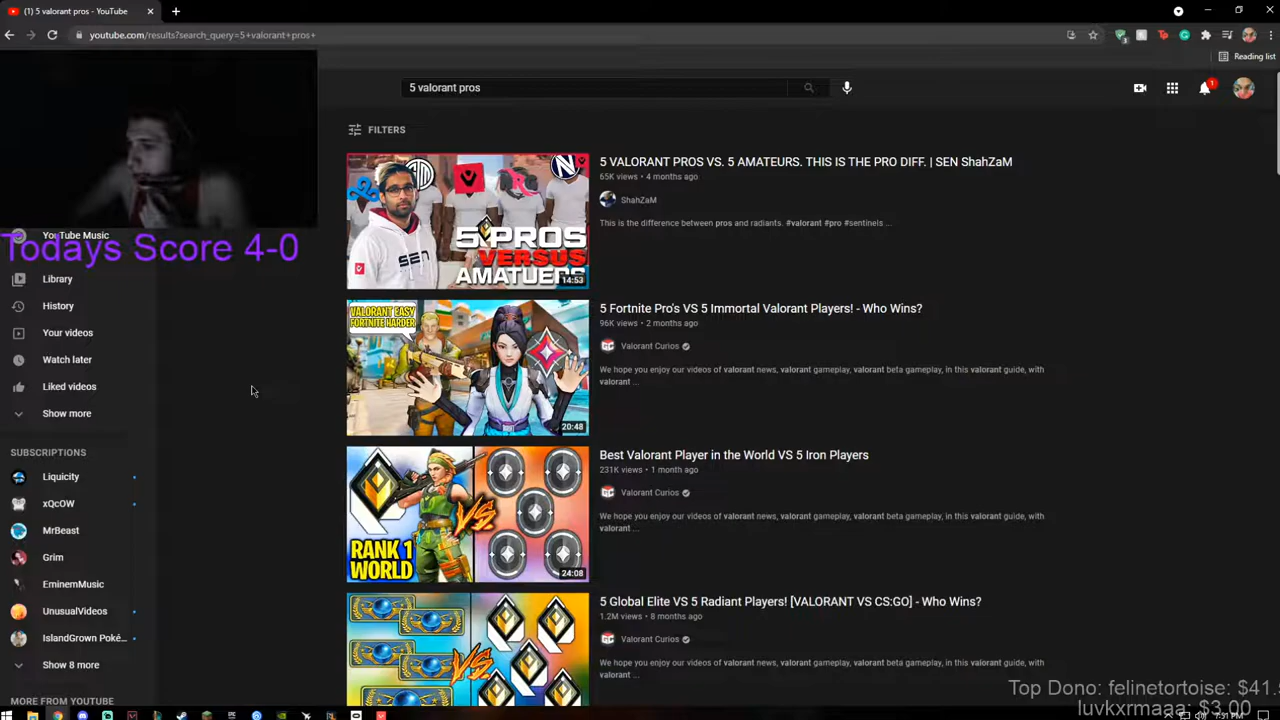 (1) 5 valorant pros - YouTube
youtube.com/results?search_query=5+valorant+pros+
Reading list
5 valorant pros
1
FILTERS
5 VALORANT PROS VS. 5 AMATEURS. THIS IS THE PRO DIFF. | SEN ShahZaM
65K views • 4 months ago
ShahZaM
This is the difference between pros and radiants. #valorant #pro #sentinels ...
SEN
5 PROS
VERSUS
AMATUERS
14:53
YouTube Music
Todays Score 4-0
Library
History
Your videos
Watch later
Liked videos
Show more
SUBSCRIPTIONS
Liquicity
xQcOW
MrBeast
Grim
EminemMusic
UnusualVideos
IslandGrown Poké...
Show 8 more
MORE FROM YOUTUBE
5 Fortnite Pro's VS 5 Immortal Valorant Players! - Who Wins?
96K views • 2 months ago
Valorant Curios
We hope you enjoy our videos of valorant news, valorant gameplay, valorant beta gameplay, in this valorant guide, with
valorant ...
VALORANT EASY
FORTNITE HARDER
20:48
Best Valorant Player in the World VS 5 Iron Players
231K views • 1 month ago
Valorant Curios
We hope you enjoy our videos of valorant news, valorant gameplay, valorant beta gameplay, in this valorant guide, with
valorant ...
VS
RANK 1
WORLD
24:08
5 Global Elite VS 5 Radiant Players! [VALORANT VS CS:GO] - Who Wins?
1.2M views • 8 months ago
Valorant Curios
We hope you enjoy our videos of valorant news, valorant gameplay, valorant beta gameplay, in this valorant guide, with
valorant ...
VS
Top Dono: felinetortoise: $41.
luvkxrmaaa: $3.00